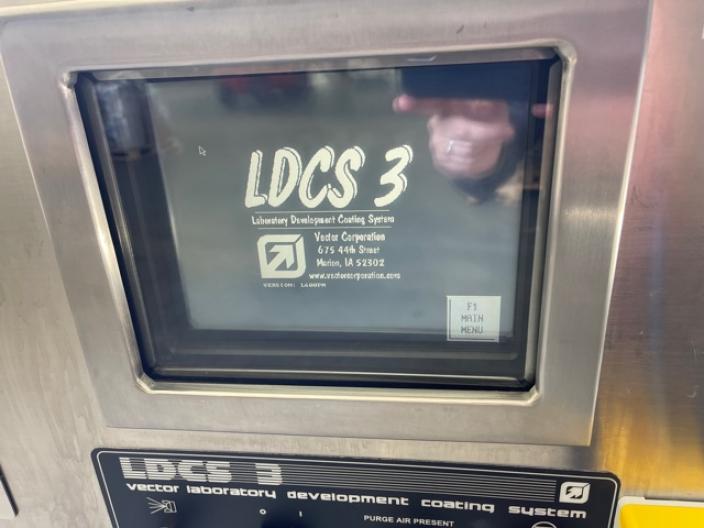 LDCS 3
Laboratory Development Coating System
Vector Corporation
675 44th Street
Marion, IA 52302
www.vectorcorporation.com
F1
MAIN
MENU
LDCS 3
vector laboratory development coating system
O I
PURGE AIR PRESENT